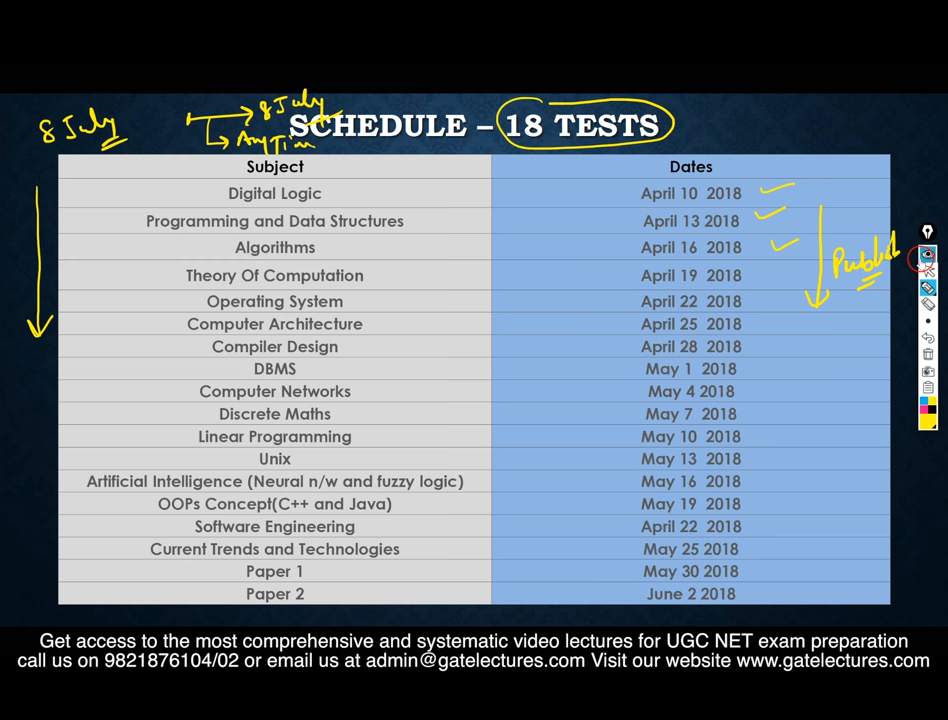 8 July
8 July
Any Time
SCHEDULE – 18 TESTS
Subject Dates
Digital Logic April 10 2018
Programming and Data Structures April 13 2018
Algorithms April 16 2018
Theory Of Computation April 19 2018
Operating System April 22 2018
Computer Architecture April 25 2018
Compiler Design April 28 2018
DBMS May 1 2018
Computer Networks May 4 2018
Discrete Maths May 7 2018
Linear Programming May 10 2018
Unix May 13 2018
Artificial Intelligence (Neural n/w and fuzzy logic) May 16 2018
OOPs Concept(C++ and Java) May 19 2018
Software Engineering April 22 2018
Current Trends and Technologies May 25 2018
Paper 1 May 30 2018
Paper 2 June 2 2018
Get access to the most comprehensive and systematic video lectures for UGC NET exam preparation
call us on 9821876104/02 or email us at admin@gatelectures.com Visit our website www.gatelectures.com